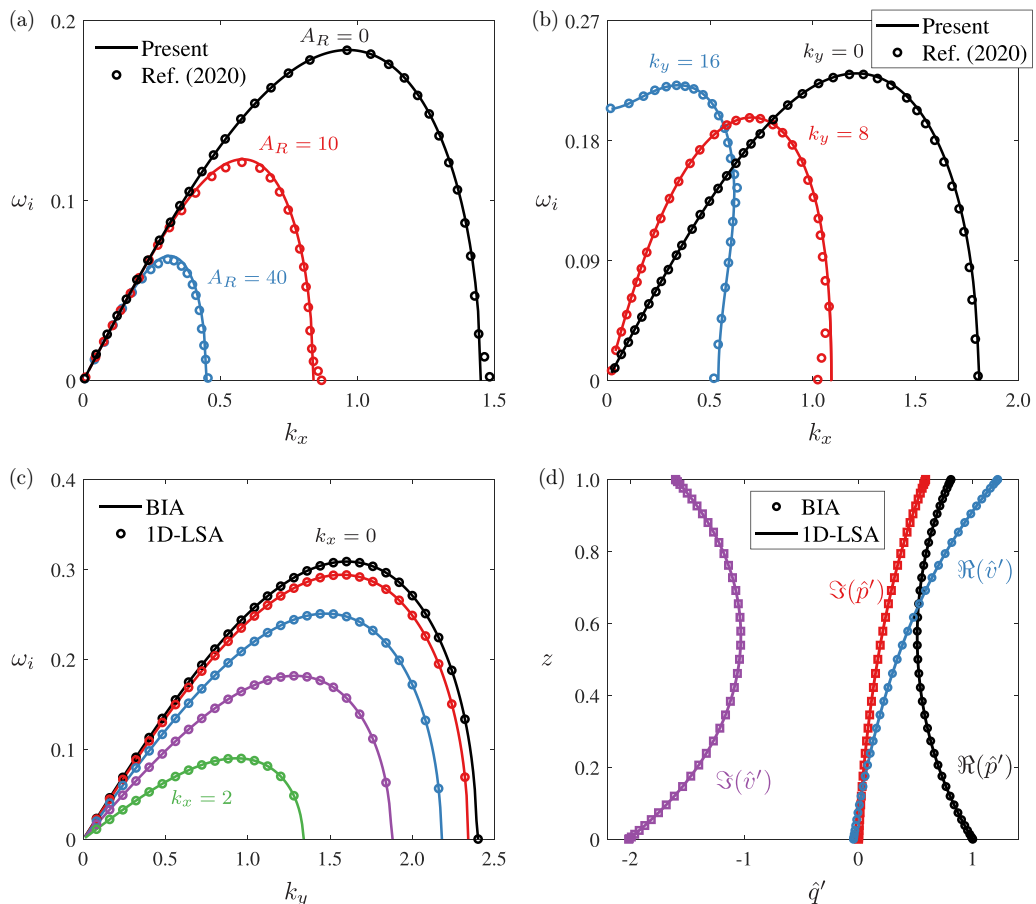 (a)
0.2
0.1
0
ω_i
Present
Ref. (2020)
A_R = 0
A_R = 10
A_R = 40
0
0.5
1.0
1.5
k_x
(b)
0.27
0.18
0.09
0
ω_i
Present
Ref. (2020)
k_y = 16
k_y = 0
k_y = 8
0
0.5
1.0
1.5
2.0
k_x
(c)
0.4
0.3
0.2
0.1
0
ω_i
BIA
1D-LSA
k_x = 0
k_x = 2
0
0.5
1.0
1.5
2.0
2.5
k_y
(d)
1.0
0.8
0.6
0.4
0.2
0
z
BIA
1D-LSA
ℑ(p̂′)
ℜ(v̂′)
ℑ(v̂′)
ℜ(p̂′)
-2
-1
0
1
q̂′